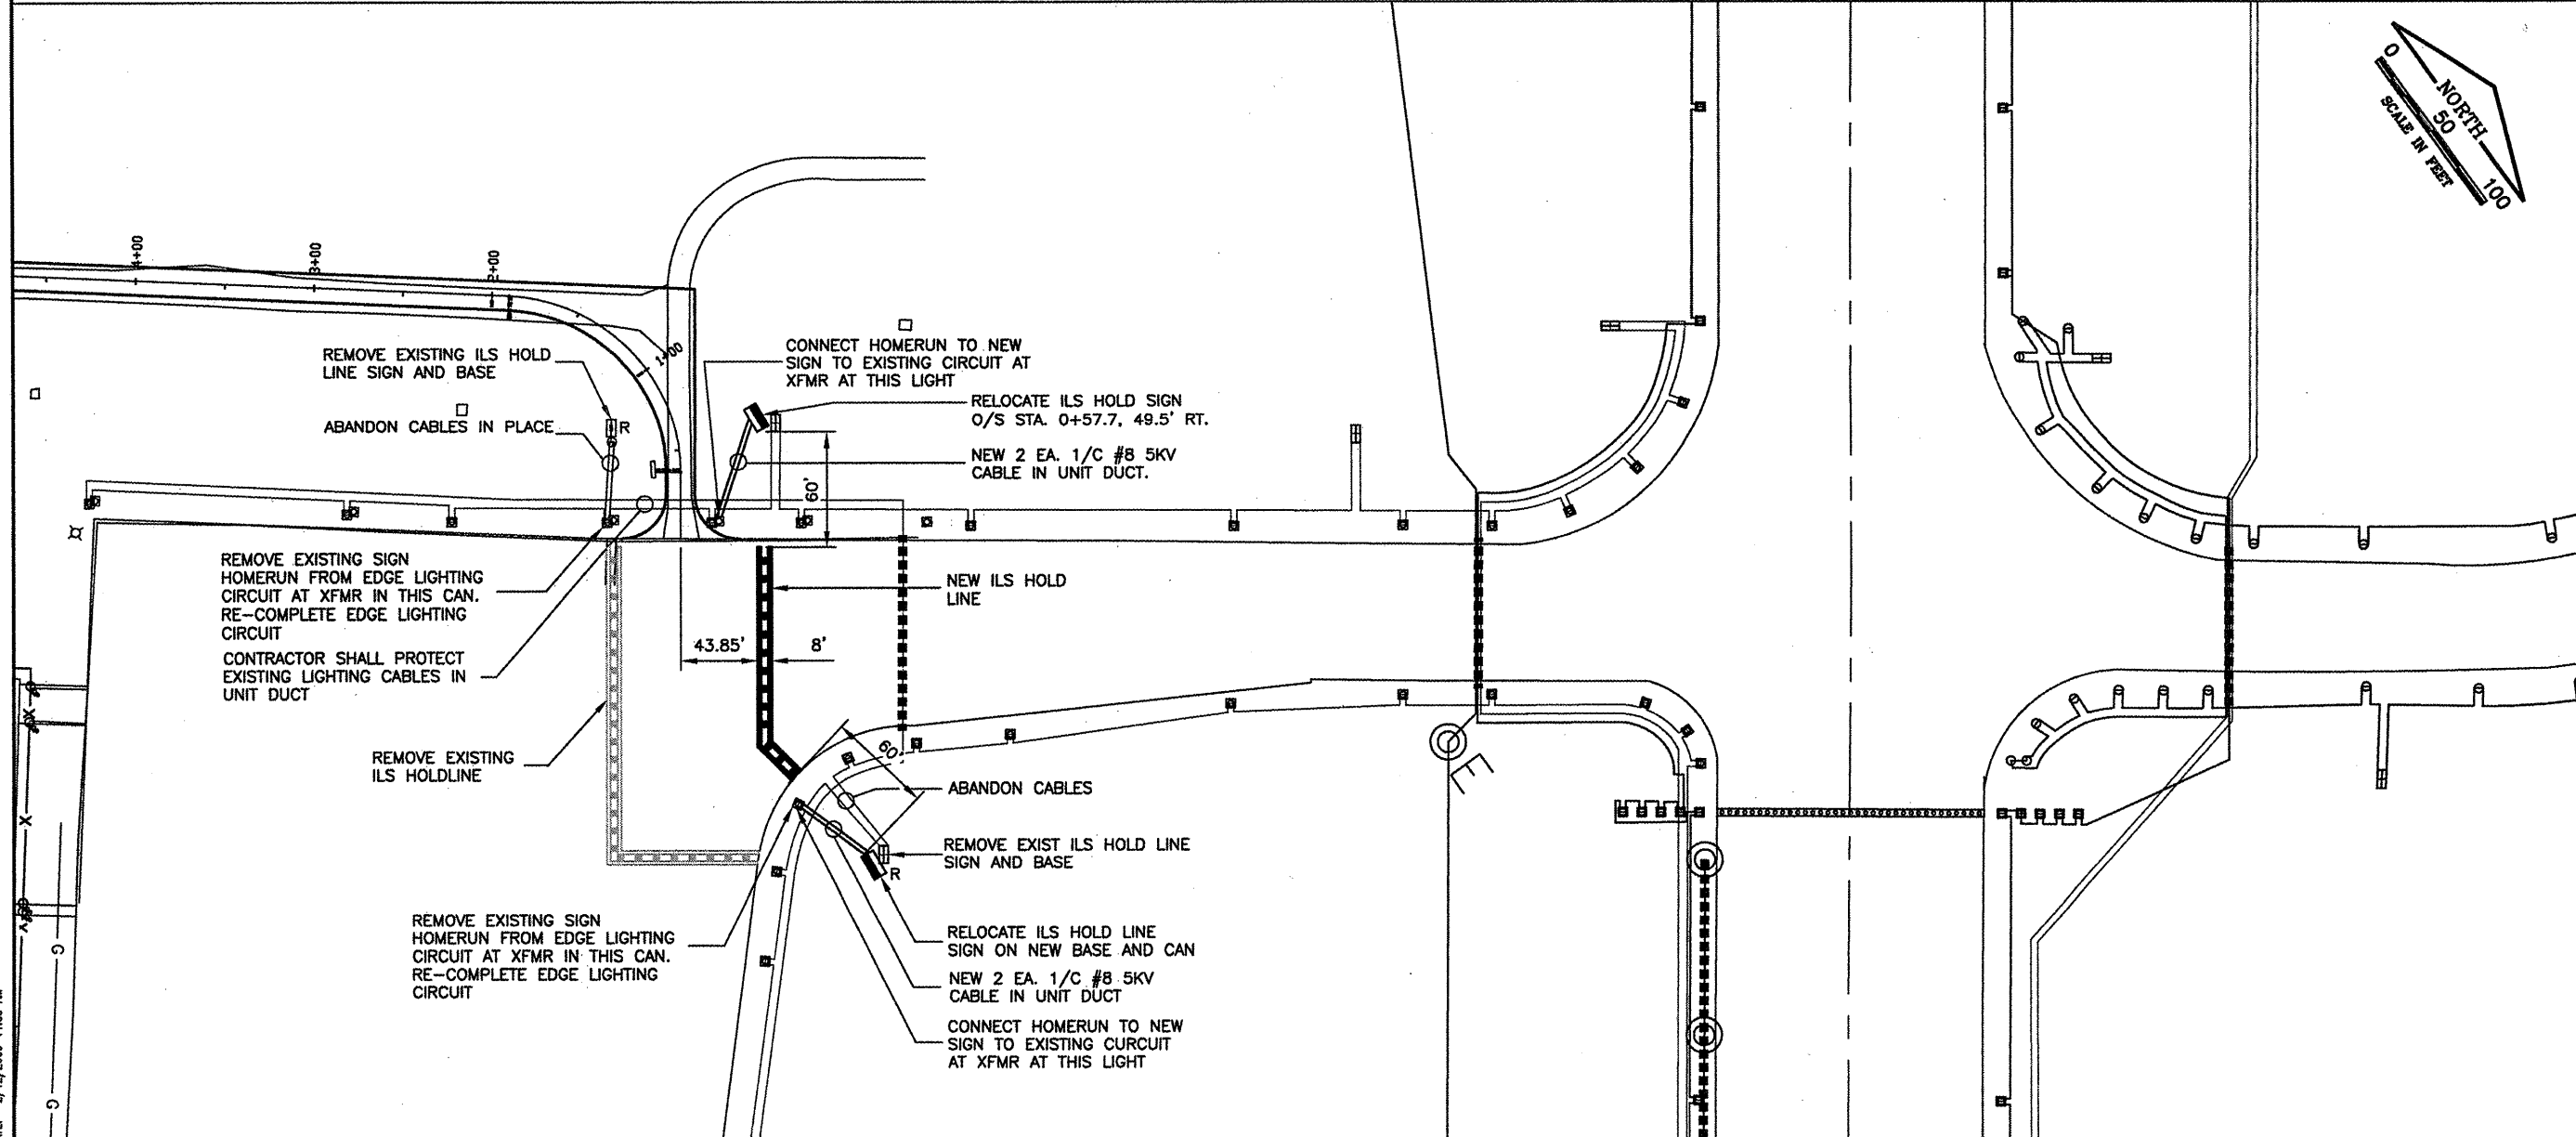 0
NORTH
50
SCALE IN FEET
100
4+00
3+00
2+00
1+00
REMOVE EXISTING ILS HOLD
LINE SIGN AND BASE
ABANDON CABLES IN PLACE
R
CONNECT HOMERUN TO NEW
SIGN TO EXISTING CIRCUIT AT
XFMR AT THIS LIGHT
RELOCATE ILS HOLD SIGN
O/S STA. 0+57.7, 49.5' RT.
NEW 2 EA. 1/C #8 5KV
CABLE IN UNIT DUCT.
60'
REMOVE EXISTING SIGN
HOMERUN FROM EDGE LIGHTING
CIRCUIT AT XFMR IN THIS CAN.
RE-COMPLETE EDGE LIGHTING
CIRCUIT
CONTRACTOR SHALL PROTECT
EXISTING LIGHTING CABLES IN
UNIT DUCT
NEW ILS HOLD
LINE
43.85'
8'
REMOVE EXISTING
ILS HOLDLINE
60'
ABANDON CABLES
REMOVE EXIST ILS HOLD LINE
SIGN AND BASE
R
E
REMOVE EXISTING SIGN
HOMERUN FROM EDGE LIGHTING
CIRCUIT AT XFMR IN THIS CAN.
RE-COMPLETE EDGE LIGHTING
CIRCUIT
RELOCATE ILS HOLD LINE
SIGN ON NEW BASE AND CAN
NEW 2 EA. 1/C #8 5KV
CABLE IN UNIT DUCT
CONNECT HOMERUN TO NEW
SIGN TO EXISTING CURCUIT
AT XFMR AT THIS LIGHT
X
X
X
G
G